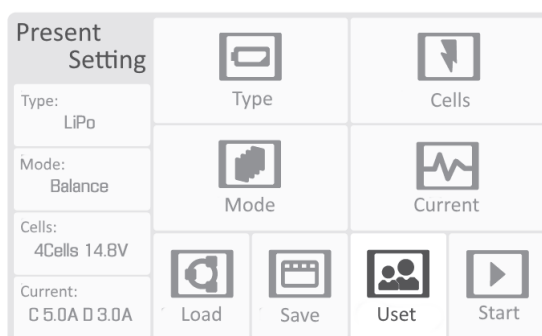 Present
Setting
Type:
LiPo
Mode:
Balance
Cells:
4Cells 14.8V
Current:
C 5.0A D 3.0A
Type
Cells
Mode
Current
Load
Save
Uset
Start